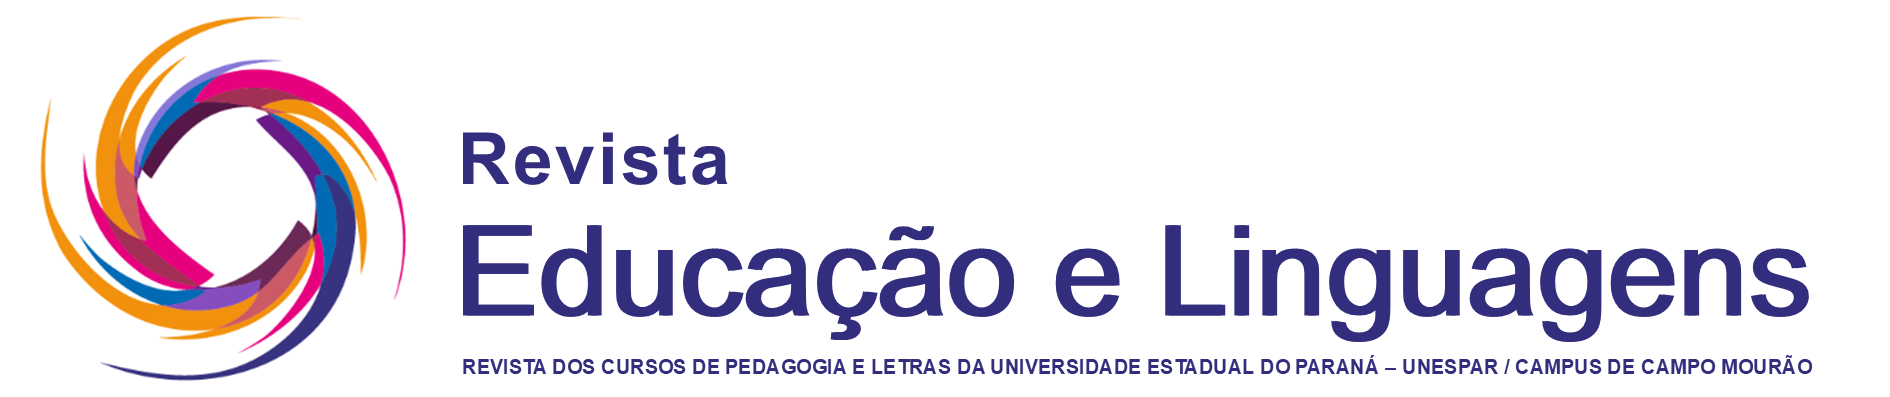 Revista
Educação e Linguagens
REVISTA DOS CURSOS DE PEDAGOGIA E LETRAS DA UNIVERSIDADE ESTADUAL DO PARANÁ – UNESPAR / CAMPUS DE CAMPO MOURÃO